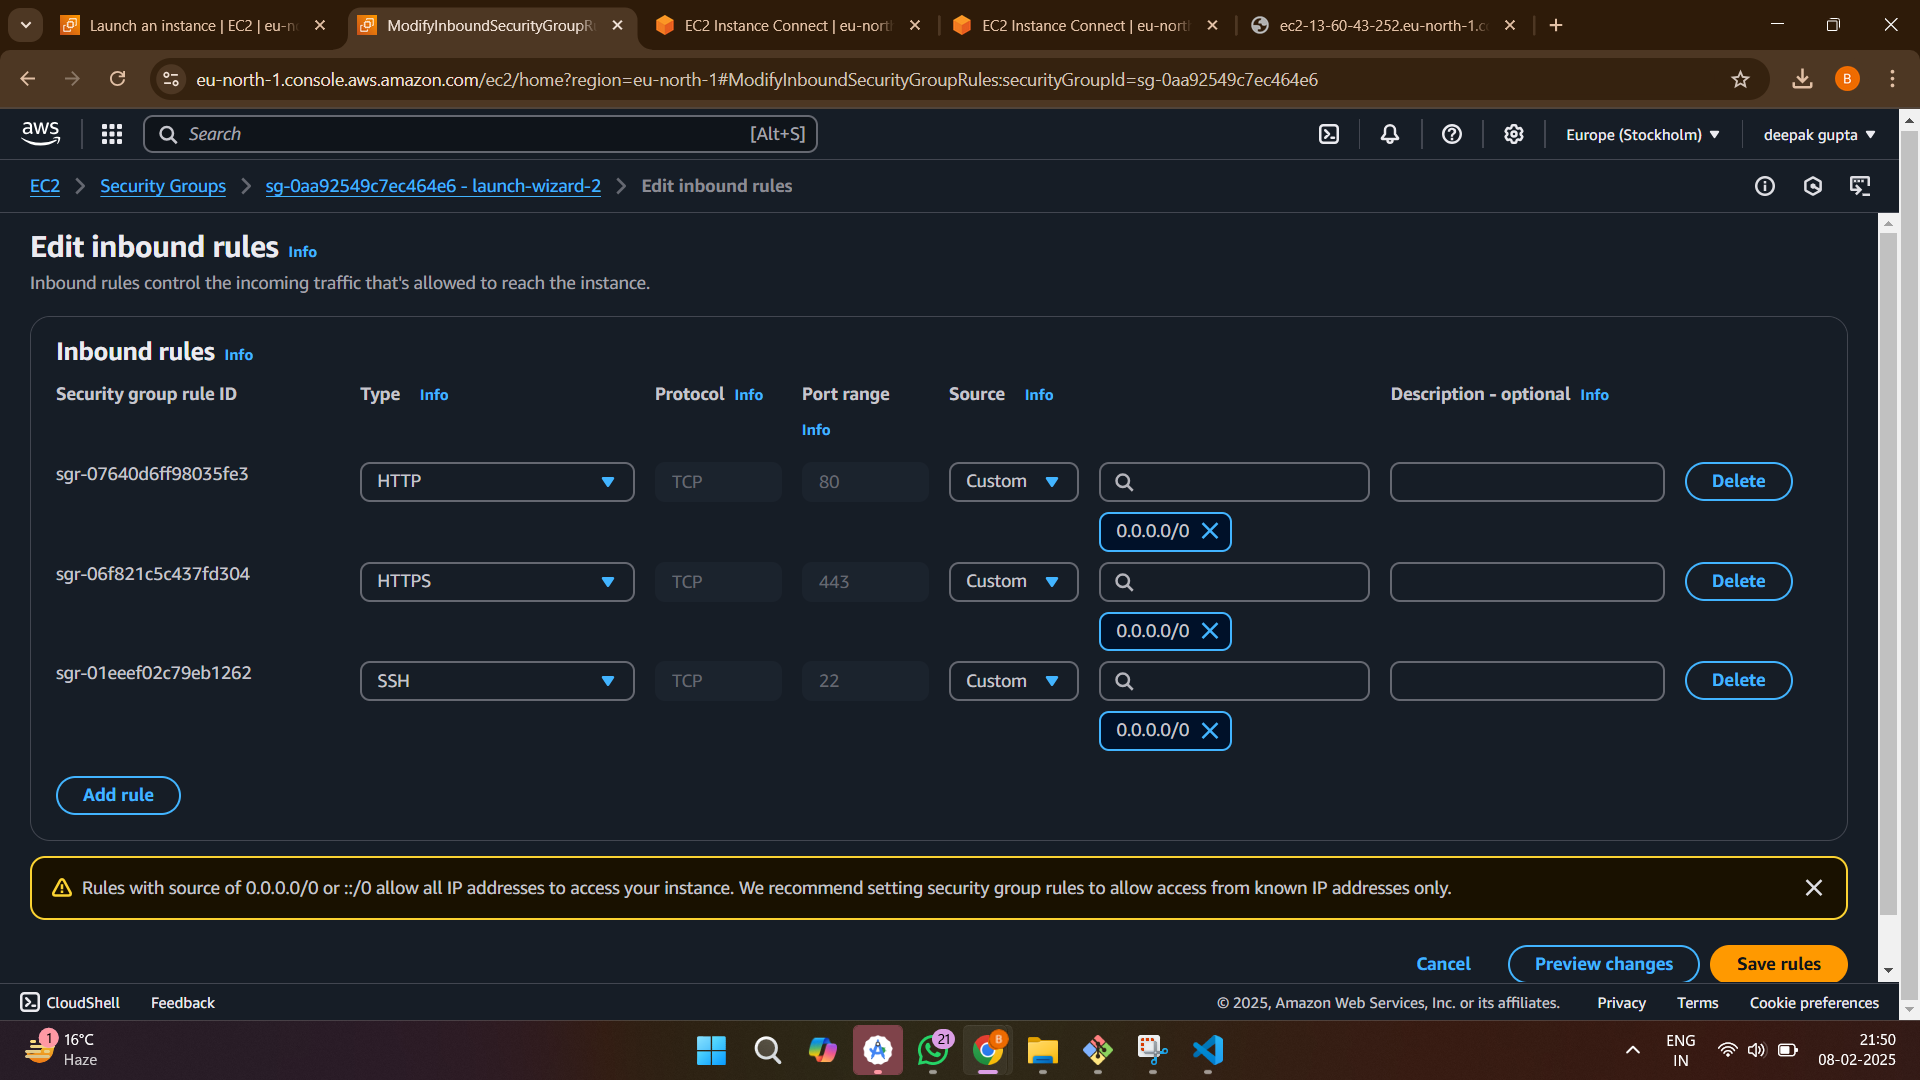 Launch an instance | EC2 | eu-n
ModifyInboundSecurityGroupR
EC2 Instance Connect | eu-nort
EC2 Instance Connect | eu-nort
ec2-13-60-43-252.eu-north-1.c
eu-north-1.console.aws.amazon.com/ec2/home?region=eu-north-1#ModifyInboundSecurityGroupRules:securityGroupId=sg-0aa92549c7ec464e6
B
aws
Search
[Alt+S]
Europe (Stockholm)
deepak gupta
EC2
Security Groups
sg-0aa92549c7ec464e6 - launch-wizard-2
Edit inbound rules
Edit inbound rules Info
Inbound rules control the incoming traffic that's allowed to reach the instance.
Inbound rules Info
Security group rule ID
Type Info
Protocol Info
Port range
Info
Source Info
Description - optional Info
sgr-07640d6ff98035fe3
HTTP
TCP
80
Custom
Delete
0.0.0.0/0
sgr-06f821c5c437fd304
HTTPS
TCP
443
Custom
Delete
0.0.0.0/0
sgr-01eeef02c79eb1262
SSH
TCP
22
Custom
Delete
0.0.0.0/0
Add rule
Rules with source of 0.0.0.0/0 or ::/0 allow all IP addresses to access your instance. We recommend setting security group rules to allow access from known IP addresses only.
Cancel
Preview changes
Save rules
CloudShell
Feedback
© 2025, Amazon Web Services, Inc. or its affiliates.
Privacy
Terms
Cookie preferences
1
16°C
Haze
21
B
ENG
IN
21:50
08-02-2025